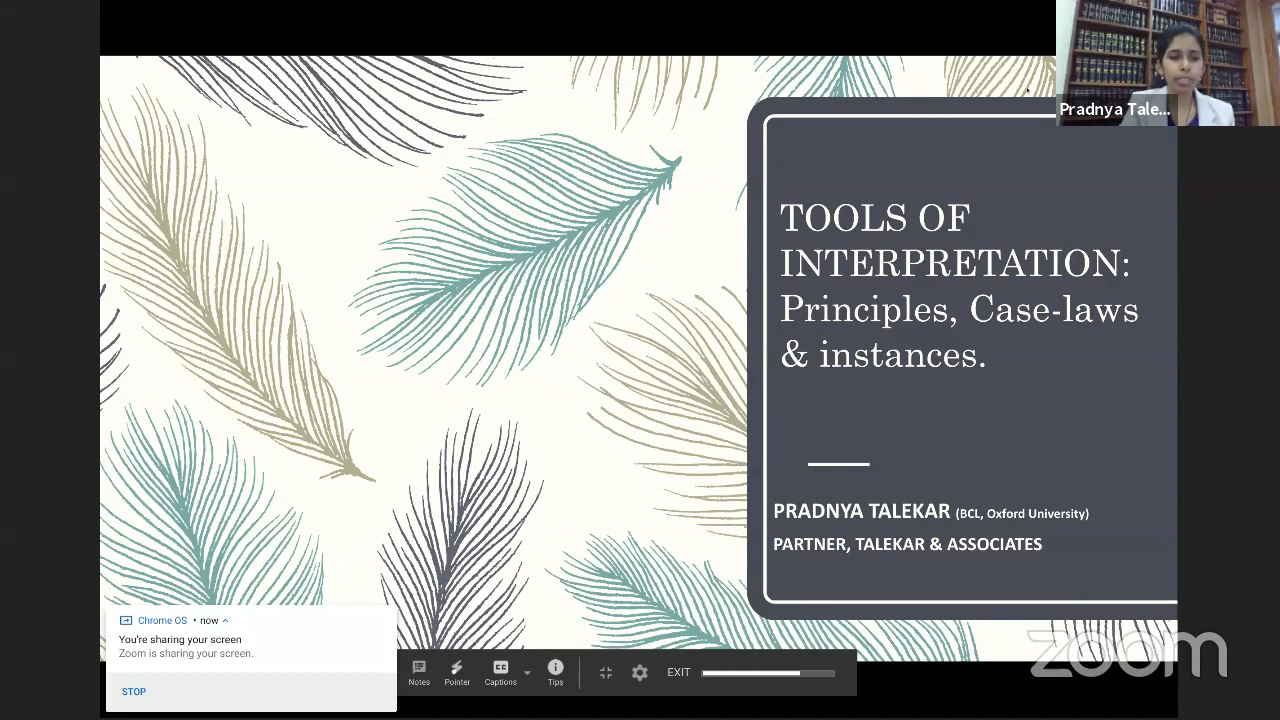 Pradnya Tale...
TOOLS OF
INTERPRETATION:
Principles, Case-laws
& instances.
PRADNYA TALEKAR (BCL, Oxford University)
PARTNER, TALEKAR & ASSOCIATES
Chrome OS • now
You're sharing your screen
Zoom is sharing your screen.
STOP
Notes
Pointer
Captions
Tips
EXIT
zoom